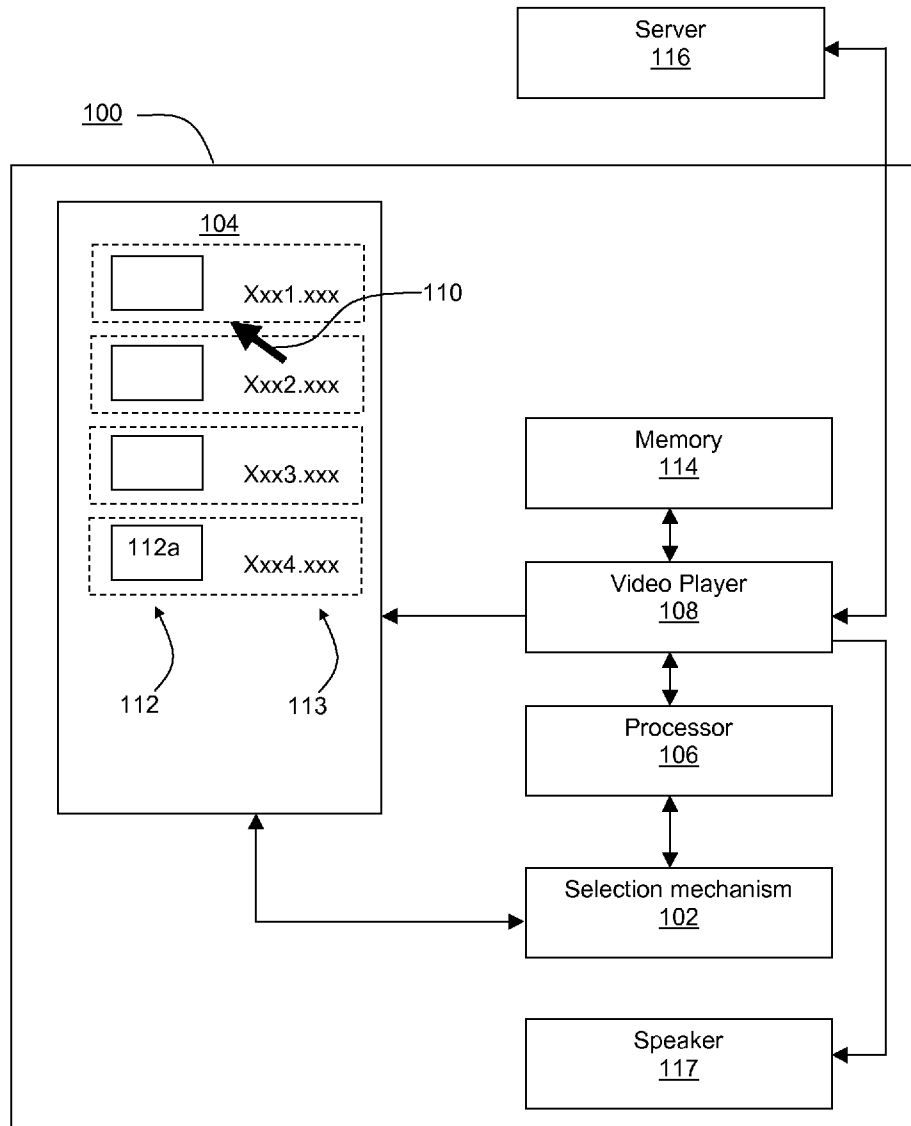 Server
116
100
104
Xxx1.xxx
110
Xxx2.xxx
Xxx3.xxx
112a
Xxx4.xxx
112
113
Memory
114
Video Player
108
Processor
106
Selection mechanism
102
Speaker
117